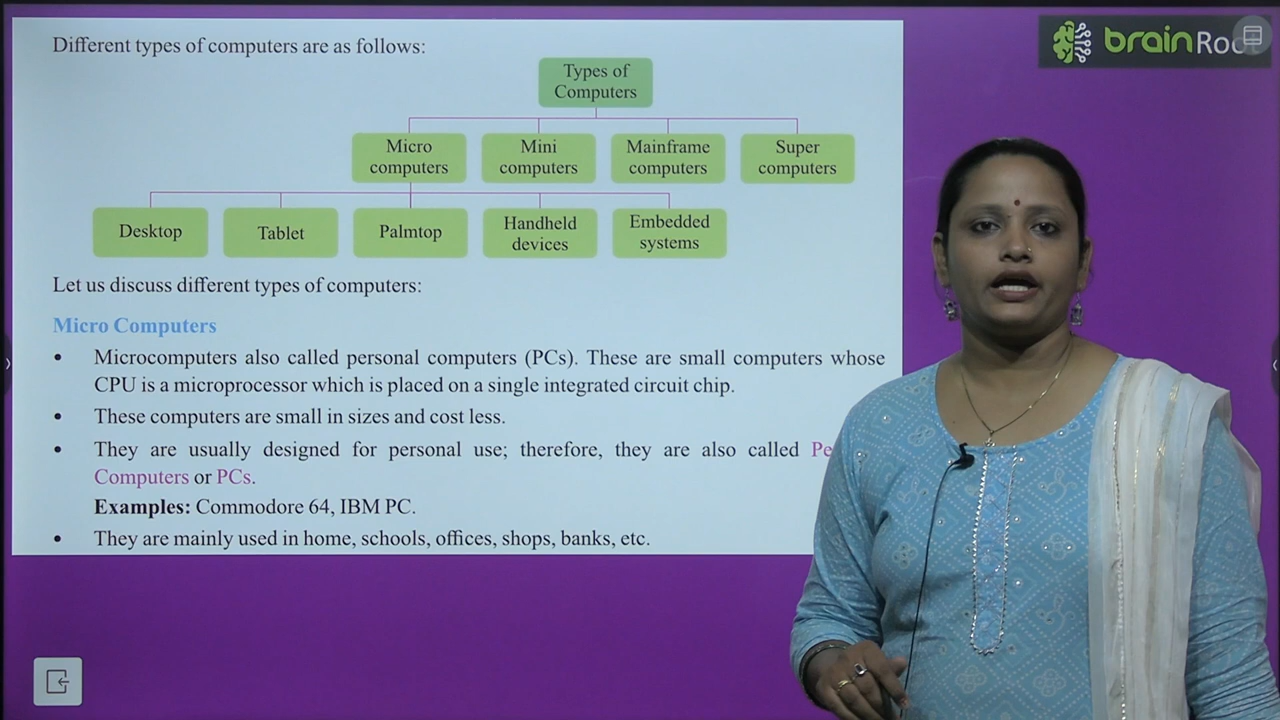 Different types of computers are as follows:
Types of
Computers
Micro
computers
Mini
computers
Mainframe
computers
Super
computers
Desktop
Tablet
Palmtop
Handheld
devices
Embedded
systems
Let us discuss different types of computers:
Micro Computers
• Microcomputers also called personal computers (PCs). These are small computers whose
CPU is a microprocessor which is placed on a single integrated circuit chip.
• These computers are small in sizes and cost less.
• They are usually designed for personal use; therefore, they are also called
Computers or PCs.
Examples: Commodore 64, IBM PC.
• They are mainly used in home, schools, offices, shops, banks, etc.
brain